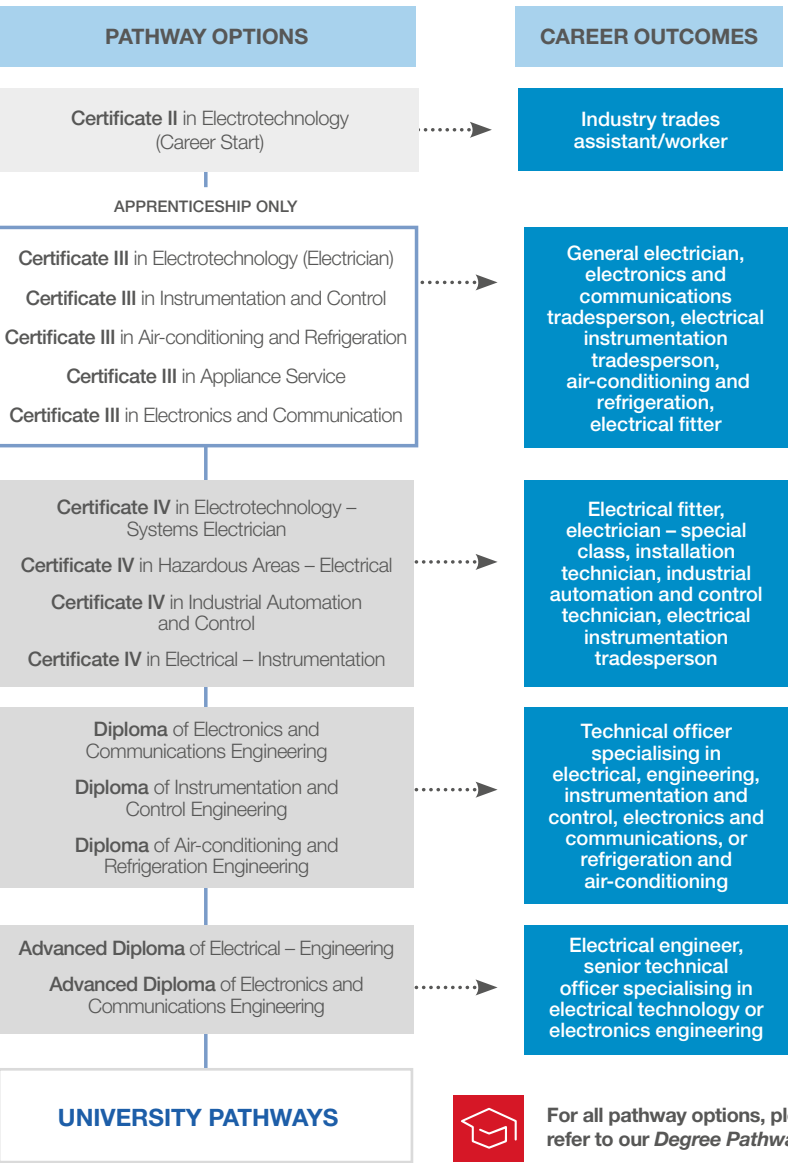 PATHWAY OPTIONS
CAREER OUTCOMES
Certificate II in Electrotechnology
(Career Start)
Industry trades
assistant/worker
APPRENTICESHIP ONLY
Certificate III in Electrotechnology (Electrician)
Certificate III in Instrumentation and Control
Certificate III in Air-conditioning and Refrigeration
Certificate III in Appliance Service
Certificate III in Electronics and Communication
General electrician,
electronics and
communications
tradesperson, electrical
instrumentation
tradesperson,
air-conditioning and
refrigeration,
electrical fitter
Certificate IV in Electrotechnology –
Systems Electrician
Certificate IV in Hazardous Areas – Electrical
Certificate IV in Industrial Automation
and Control
Certificate IV in Electrical – Instrumentation
Electrical fitter,
electrician – special
class, installation
technician, industrial
automation and control
technician, electrical
instrumentation
tradesperson
Diploma of Electronics and
Communications Engineering
Diploma of Instrumentation and
Control Engineering
Diploma of Air-conditioning and
Refrigeration Engineering
Technical officer
specialising in
electrical, engineering,
instrumentation and
control, electronics and
communications, or
refrigeration and
air-conditioning
Advanced Diploma of Electrical – Engineering
Advanced Diploma of Electronics and
Communications Engineering
Electrical engineer,
senior technical
officer specialising in
electrical technology or
electronics engineering
UNIVERSITY PATHWAYS
For all pathway options,
refer to our Degree